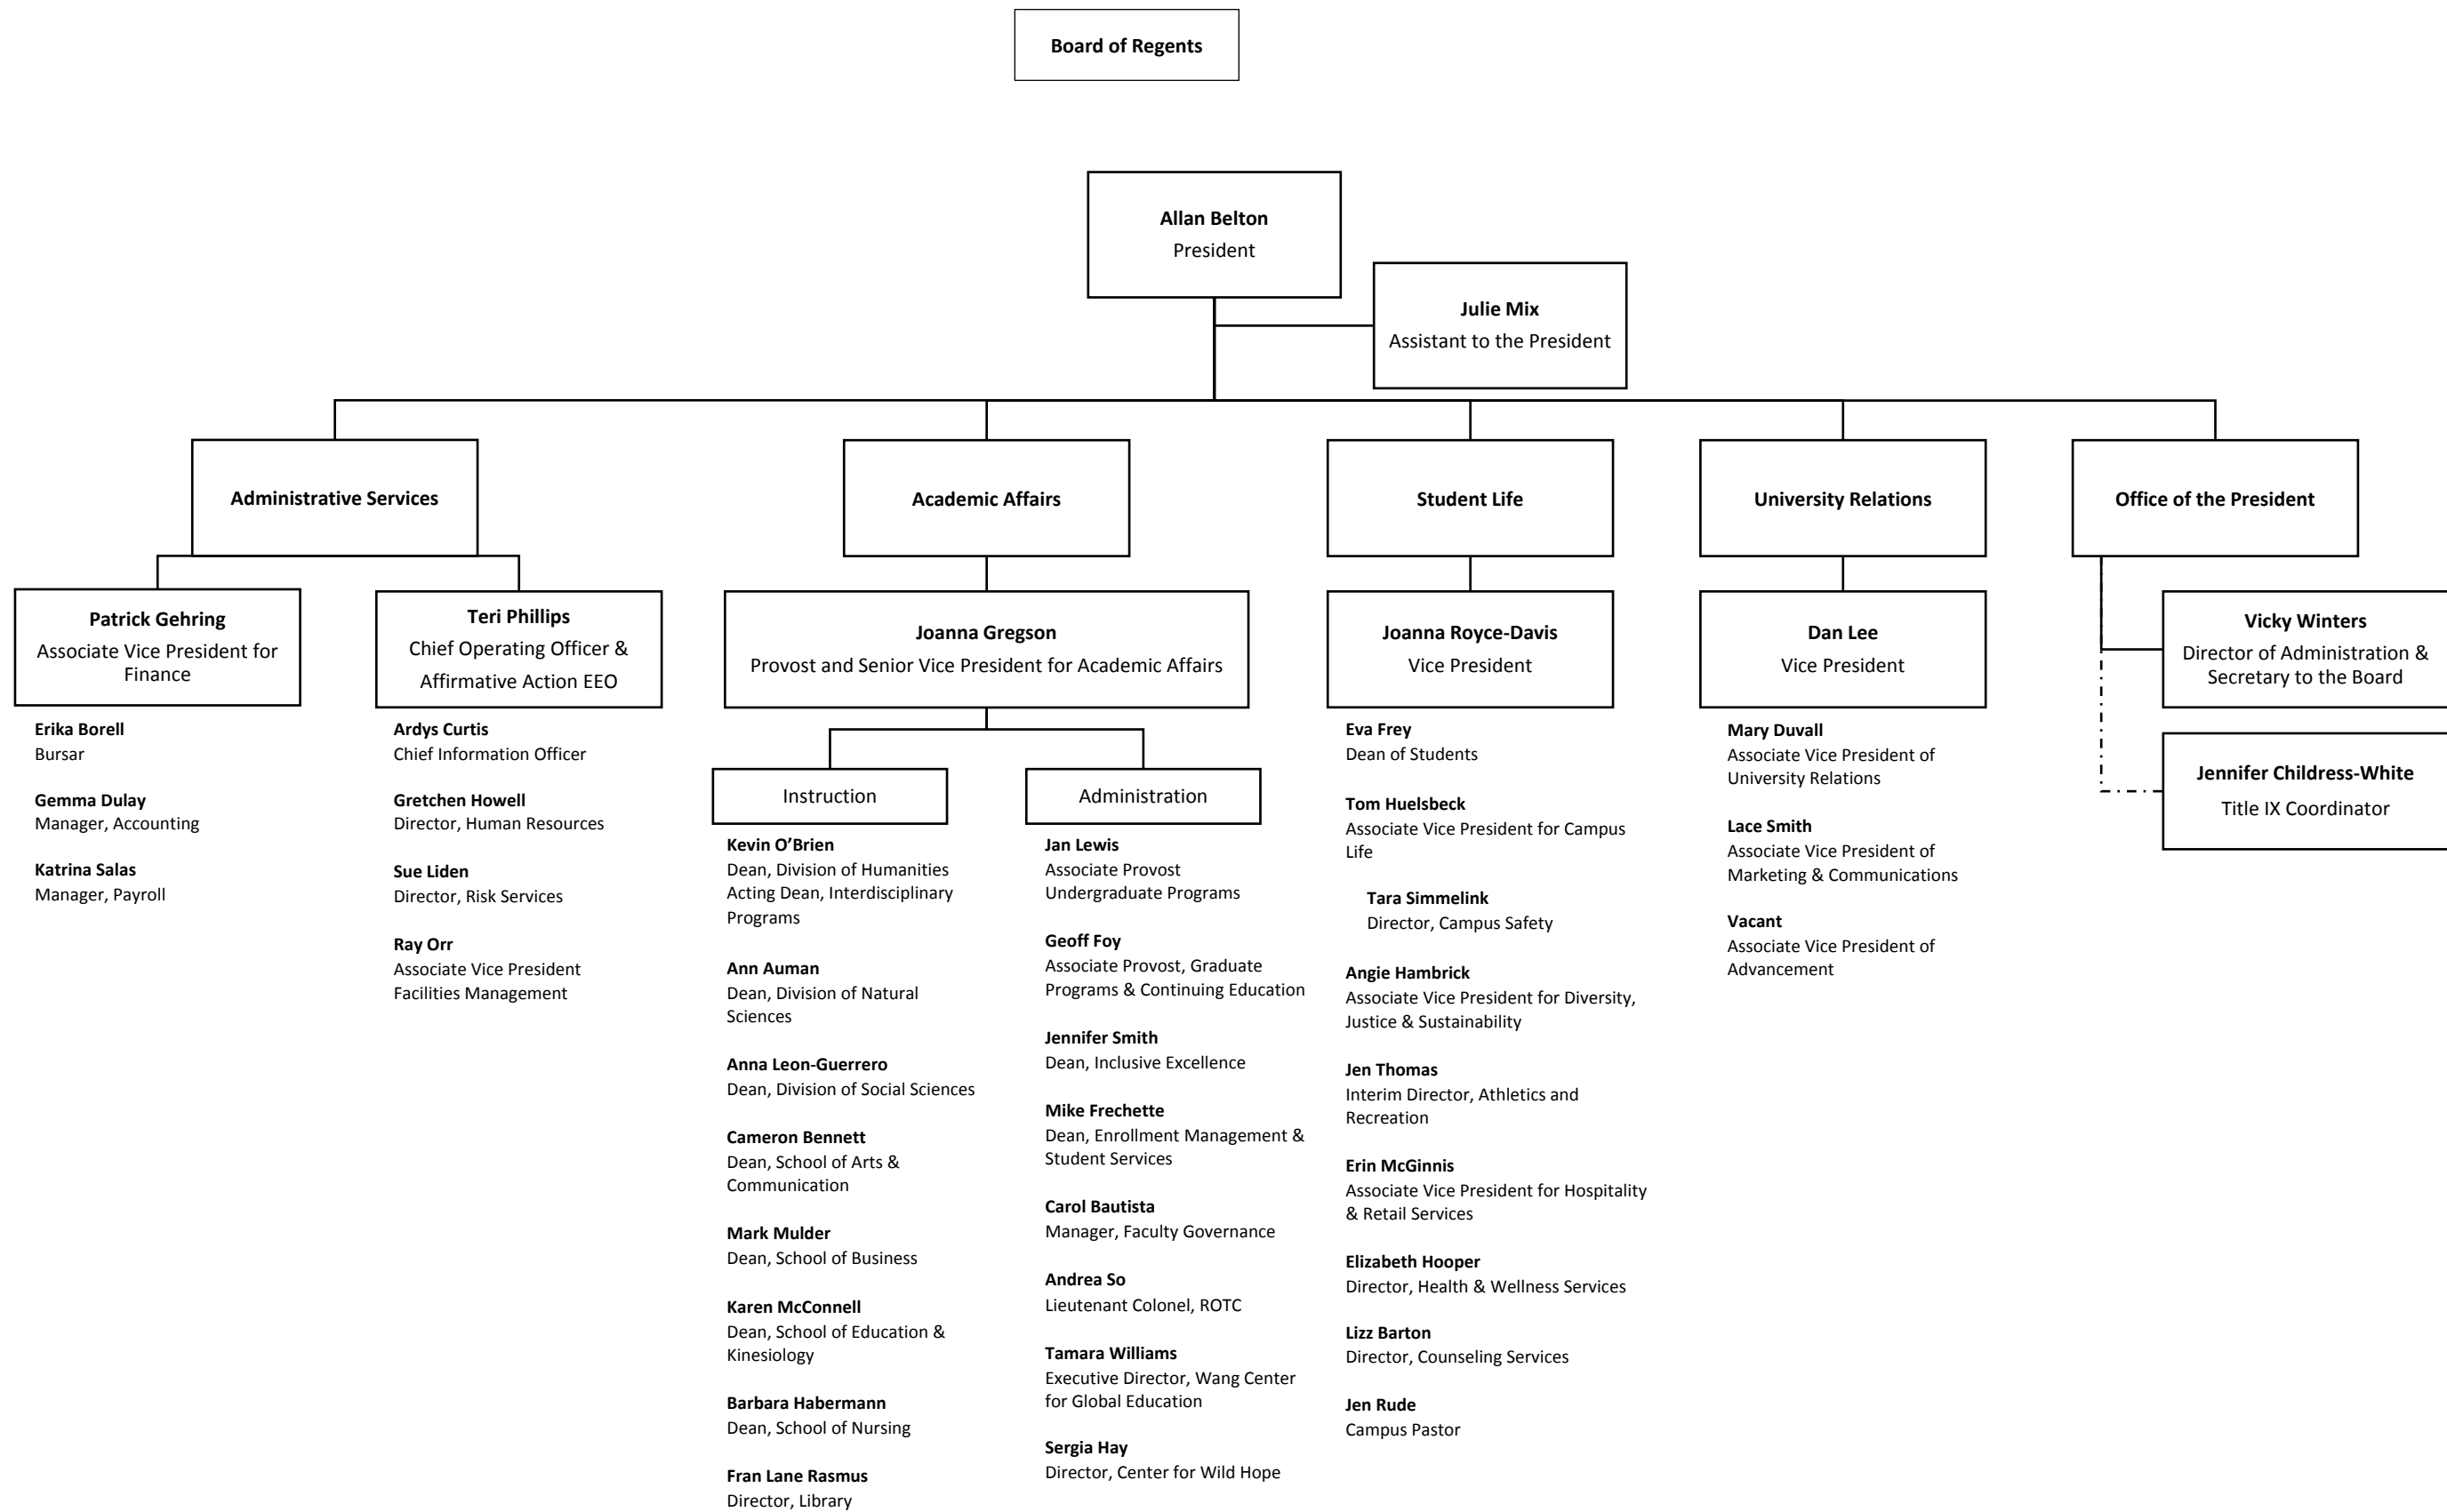 Board of Regents
Allan Belton
President
Julie Mix
Assistant to the President
Administrative Services
Academic Affairs
Student Life
University Relations
Office of the President
Patrick Gehring
Associate Vice President for
Finance
Teri Phillips
Chief Operating Officer &
Affirmative Action EEO
Joanna Gregson
Provost and Senior Vice President for Academic Affairs
Joanna Royce-Davis
Vice President
Dan Lee
Vice President
Vicky Winters
Director of Administration &
Secretary to the Board
Jennifer Childress-White
Title IX Coordinator
Erika Borell
Bursar
Gemma Dulay
Manager, Accounting
Katrina Salas
Manager, Payroll
Ardys Curtis
Chief Information Officer
Gretchen Howell
Director, Human Resources
Sue Liden
Director, Risk Services
Ray Orr
Associate Vice President
Facilities Management
Instruction
Kevin O’Brien
Dean, Division of Humanities
Acting Dean, Interdisciplinary
Programs
Ann Auman
Dean, Division of Natural
Sciences
Anna Leon-Guerrero
Dean, Division of Social Sciences
Cameron Bennett
Dean, School of Arts &
Communication
Mark Mulder
Dean, School of Business
Karen McConnell
Dean, School of Education &
Kinesiology
Barbara Habermann
Dean, School of Nursing
Fran Lane Rasmus
Director, Library
Administration
Jan Lewis
Associate Provost
Undergraduate Programs
Geoff Foy
Associate Provost, Graduate
Programs & Continuing Education
Jennifer Smith
Dean, Inclusive Excellence
Mike Frechette
Dean, Enrollment Management &
Student Services
Carol Bautista
Manager, Faculty Governance
Andrea So
Lieutenant Colonel, ROTC
Tamara Williams
Executive Director, Wang Center
for Global Education
Sergia Hay
Director, Center for Wild Hope
Eva Frey
Dean of Students
Tom Huelsbeck
Associate Vice President for Campus
Life
Tara Simmelink
Director, Campus Safety
Angie Hambrick
Associate Vice President for Diversity,
Justice & Sustainability
Jen Thomas
Interim Director, Athletics and
Recreation
Erin McGinnis
Associate Vice President for Hospitality
& Retail Services
Elizabeth Hooper
Director, Health & Wellness Services
Lizz Barton
Director, Counseling Services
Jen Rude
Campus Pastor
Mary Duvall
Associate Vice President of
University Relations
Lace Smith
Associate Vice President of
Marketing & Communications
Vacant
Associate Vice President of
Advancement